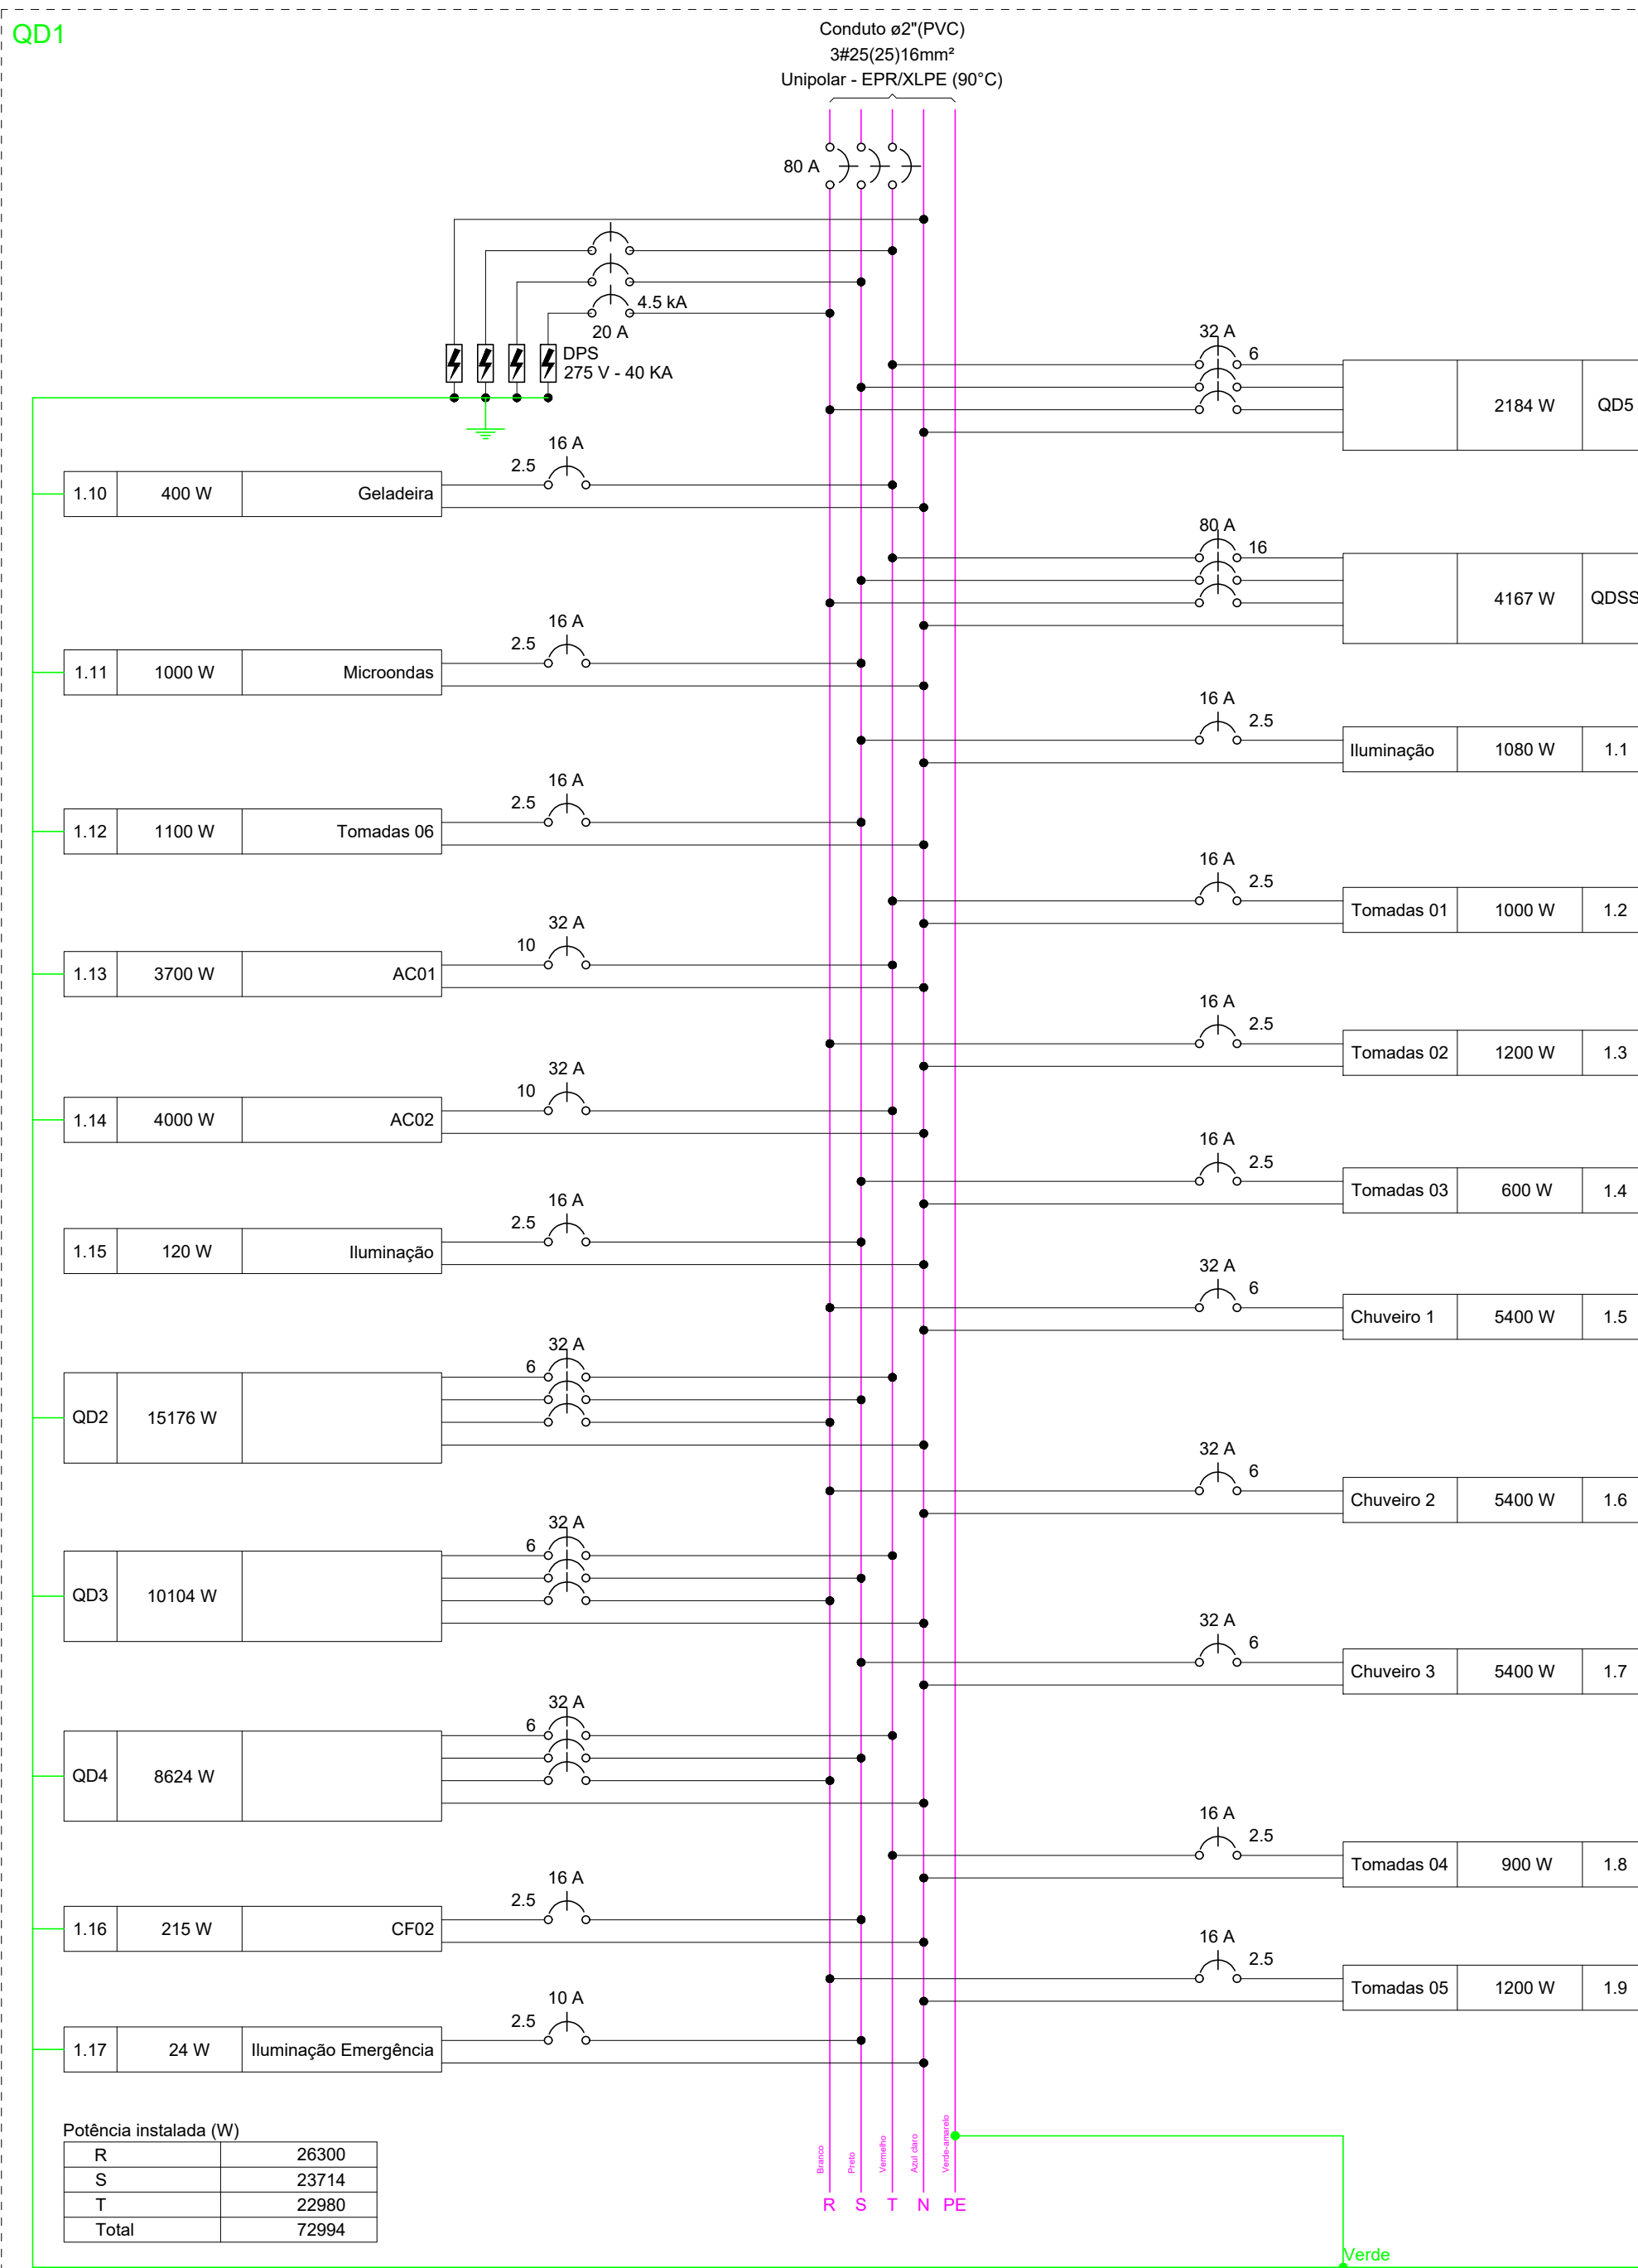 QD1
Conduto ø2"(PVC)
3#25(25)16mm²
Unipolar - EPR/XLPE (90°C)
80 A
4.5 kA
20 A
DPS
275 V - 40 KA
32 A
6
2184 W QD5
16 A
2.5
1.10 400 W Geladeira
80 A
16
4167 W QDSS
16 A
2.5
1.11 1000 W Microondas
16 A
2.5
Iluminação 1080 W 1.1
16 A
2.5
1.12 1100 W Tomadas 06
16 A
2.5
Tomadas 01 1000 W 1.2
32 A
10
1.13 3700 W AC01
16 A
2.5
Tomadas 02 1200 W 1.3
32 A
10
1.14 4000 W AC02
16 A
2.5
Tomadas 03 600 W 1.4
16 A
2.5
1.15 120 W Iluminação
32 A
6
Chuveiro 1 5400 W 1.5
32 A
6
QD2 15176 W
32 A
6
Chuveiro 2 5400 W 1.6
32 A
6
QD3 10104 W
32 A
6
Chuveiro 3 5400 W 1.7
32 A
6
QD4 8624 W
16 A
2.5
Tomadas 04 900 W 1.8
16 A
2.5
1.16 215 W CF02
16 A
2.5
Tomadas 05 1200 W 1.9
10 A
2.5
1.17 24 W Iluminação Emergência
Potência instalada (W)
R 26300
S 23714
T 22980
Total 72994
Branco
Preto
Vermelho
Azul claro
Verde-amarelo
R S T N PE
Verde